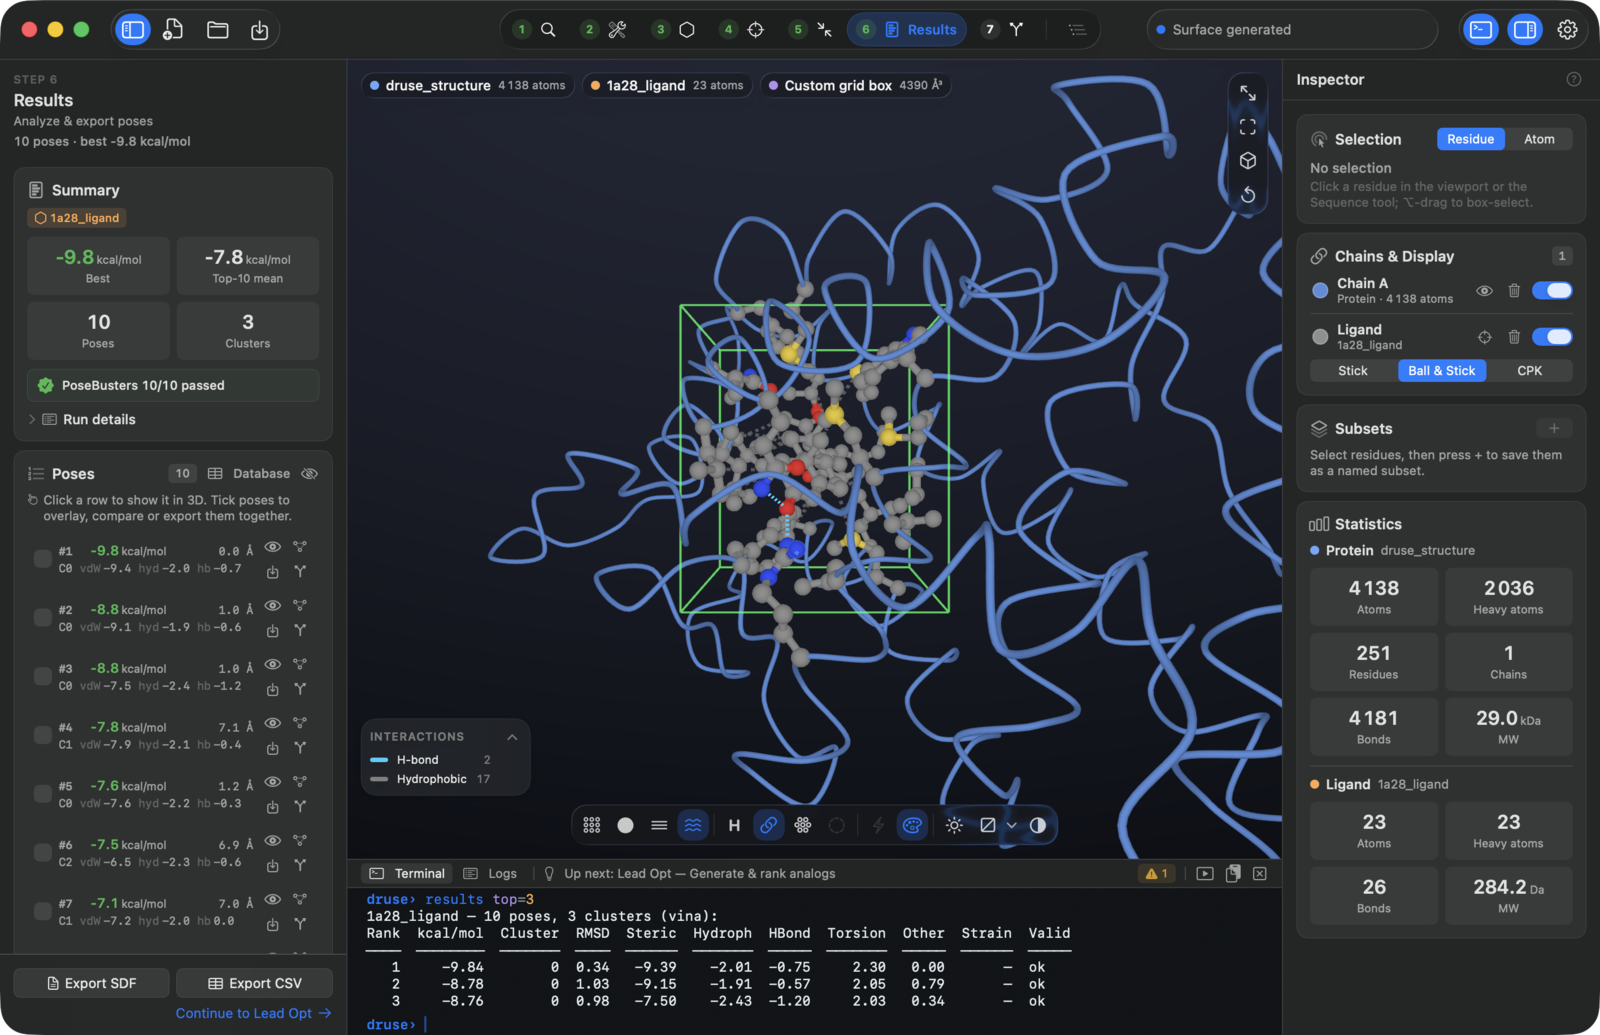 1 2 3 4 5 6 Results 7
Surface generated
STEP 6
Results
Analyze & export poses
10 poses · best -9.8 kcal/mol
Summary
1a28_ligand
-9.8 kcal/mol
Best
-7.8 kcal/mol
Top-10 mean
10
Poses
3
Clusters
PoseBusters 10/10 passed
Run details
Poses 10 Database
Click a row to show it in 3D. Tick poses to
overlay, compare or export them together.
#1 -9.8 kcal/mol 0.0 Å
C0 vdW -9.4 hyd -2.0 hb -0.7
#2 -8.8 kcal/mol 1.0 Å
C0 vdW -9.1 hyd -1.9 hb -0.6
#3 -8.8 kcal/mol 1.0 Å
C0 vdW -7.5 hyd -2.4 hb -1.2
#4 -7.8 kcal/mol 7.1 Å
C1 vdW -7.9 hyd -2.1 hb -0.4
#5 -7.6 kcal/mol 1.2 Å
C0 vdW -7.6 hyd -2.2 hb -0.3
#6 -7.5 kcal/mol 6.9 Å
C2 vdW -6.5 hyd -2.3 hb -0.6
#7 -7.1 kcal/mol 7.0 Å
C1 vdW -7.2 hyd -2.0 hb 0.0
Export SDF
Export CSV
Continue to Lead Opt →
druse_structure 4 138 atoms
1a28_ligand 23 atoms
Custom grid box 4390 Å³
INTERACTIONS
H-bond 2
Hydrophobic 17
H
Terminal Logs Up next: Lead Opt — Generate & rank analogs 1
druse› results top=3
1a28_ligand — 10 poses, 3 clusters (vina):
Rank kcal/mol Cluster RMSD Steric Hydroph HBond Torsion Other Strain Valid
1 -9.84 0 0.34 -9.39 -2.01 -0.75 2.30 0.00 — ok
2 -8.78 0 1.03 -9.15 -1.91 -0.57 2.05 0.79 — ok
3 -8.76 0 0.98 -7.50 -2.43 -1.20 2.03 0.34 — ok
druse›
Inspector
Selection Residue Atom
No selection
Click a residue in the viewport or the
Sequence tool; ⌥-drag to box-select.
Chains & Display 1
Chain A
Protein · 4 138 atoms
Ligand
1a28_ligand
Stick Ball & Stick CPK
Subsets +
Select residues, then press + to save them
as a named subset.
Statistics
Protein druse_structure
4 138
Atoms
2 036
Heavy atoms
251
Residues
1
Chains
4 181
Bonds
29.0 kDa
MW
Ligand 1a28_ligand
23
Atoms
23
Heavy atoms
26
Bonds
284.2 Da
MW